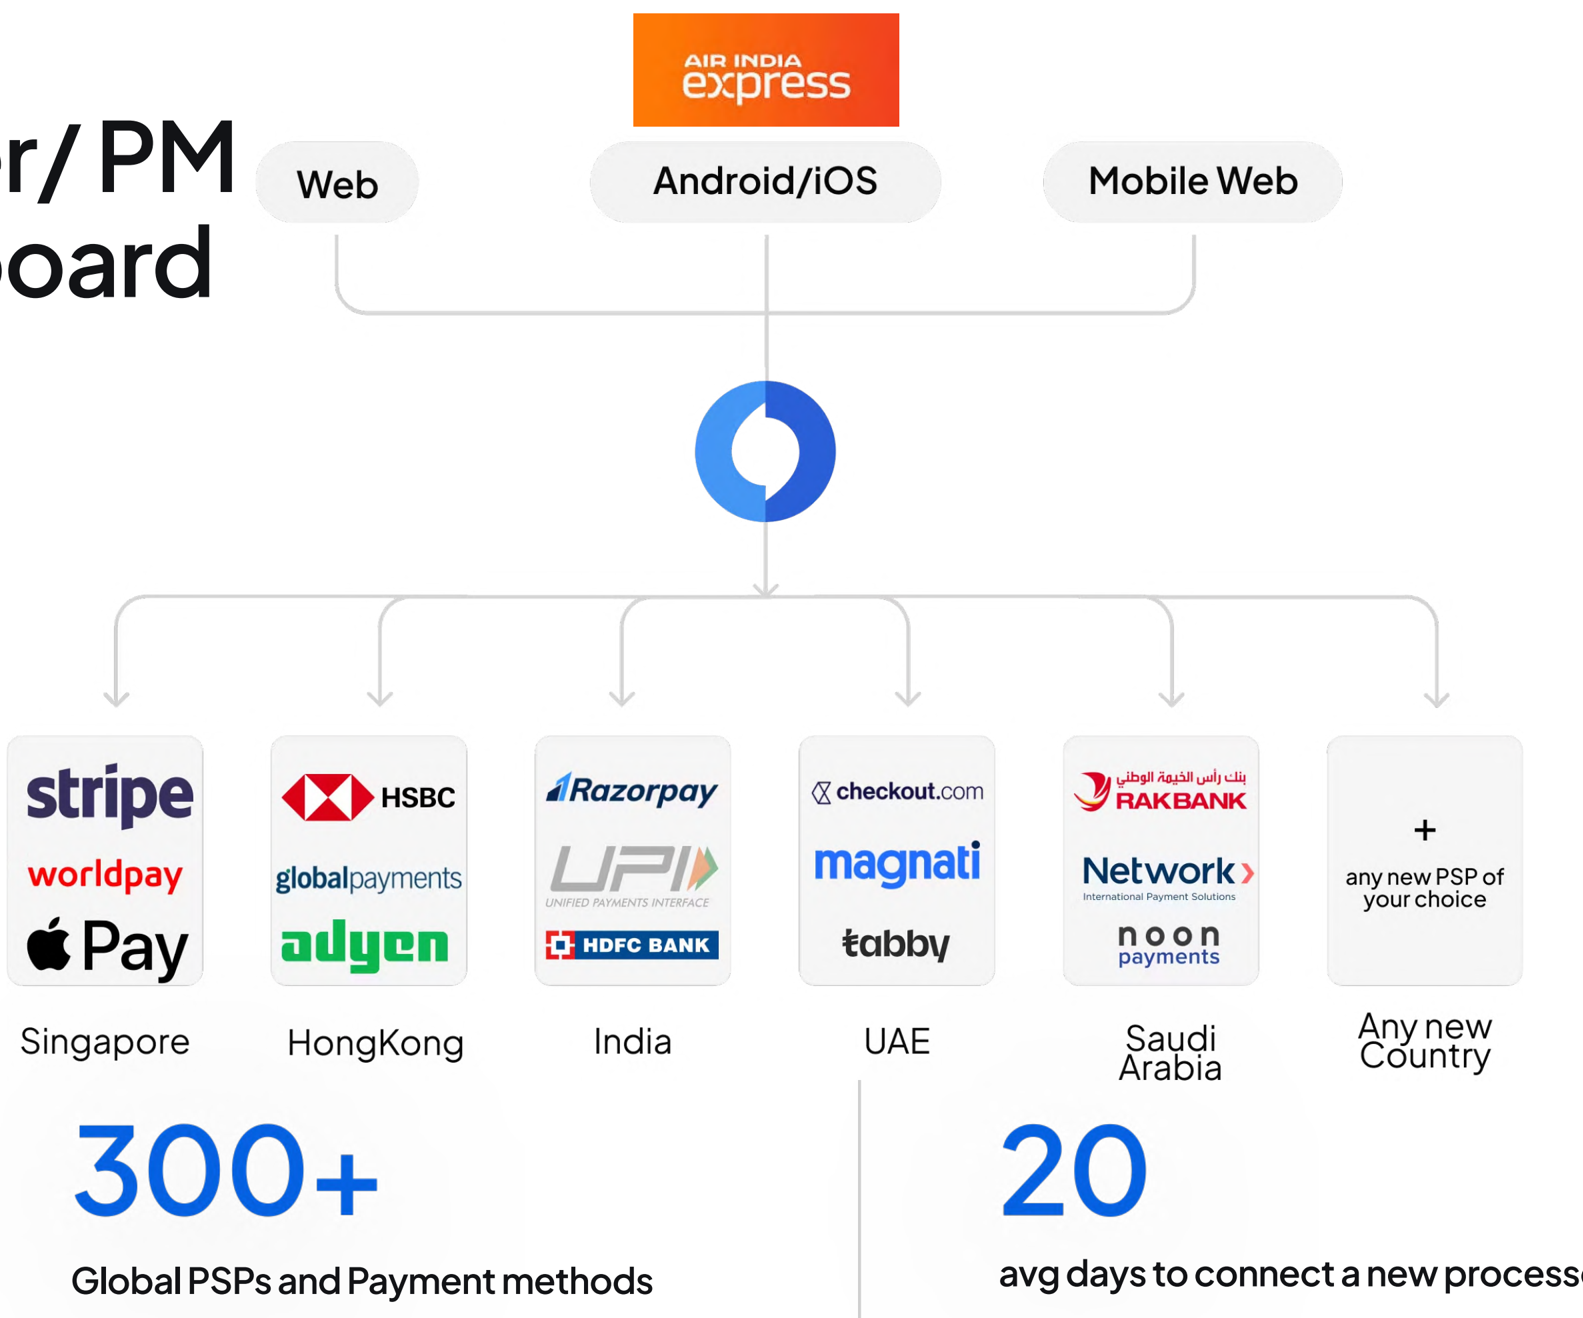 AIR INDIA
express
r/ PM
oard
Web
Android/iOS
Mobile Web
stripe
worldpay
Pay
Singapore
HSBC
globalpayments
adyen
HongKong
Razorpay
UPI
UNIFIED PAYMENTS INTERFACE
HDFC BANK
India
checkout.com
magnati
tabby
UAE
بنك رأس الخيمة الوطني
RAKBANK
Network
International Payment Solutions
noon
payments
Saudi
Arabia
+
any new PSP of
your choice
Any new
Country
300+
Global PSPs and Payment methods
20
avg days to connect a new process